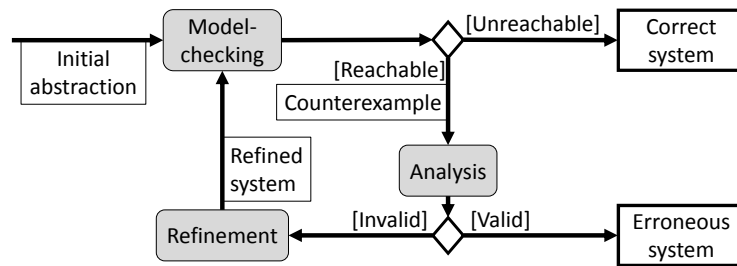 Initial
abstraction
Model-
checking
[Unreachable]
Correct
system
[Reachable]
Counterexample
Refined
system
Analysis
[Invalid]
[Valid]
Refinement
Erroneous
system